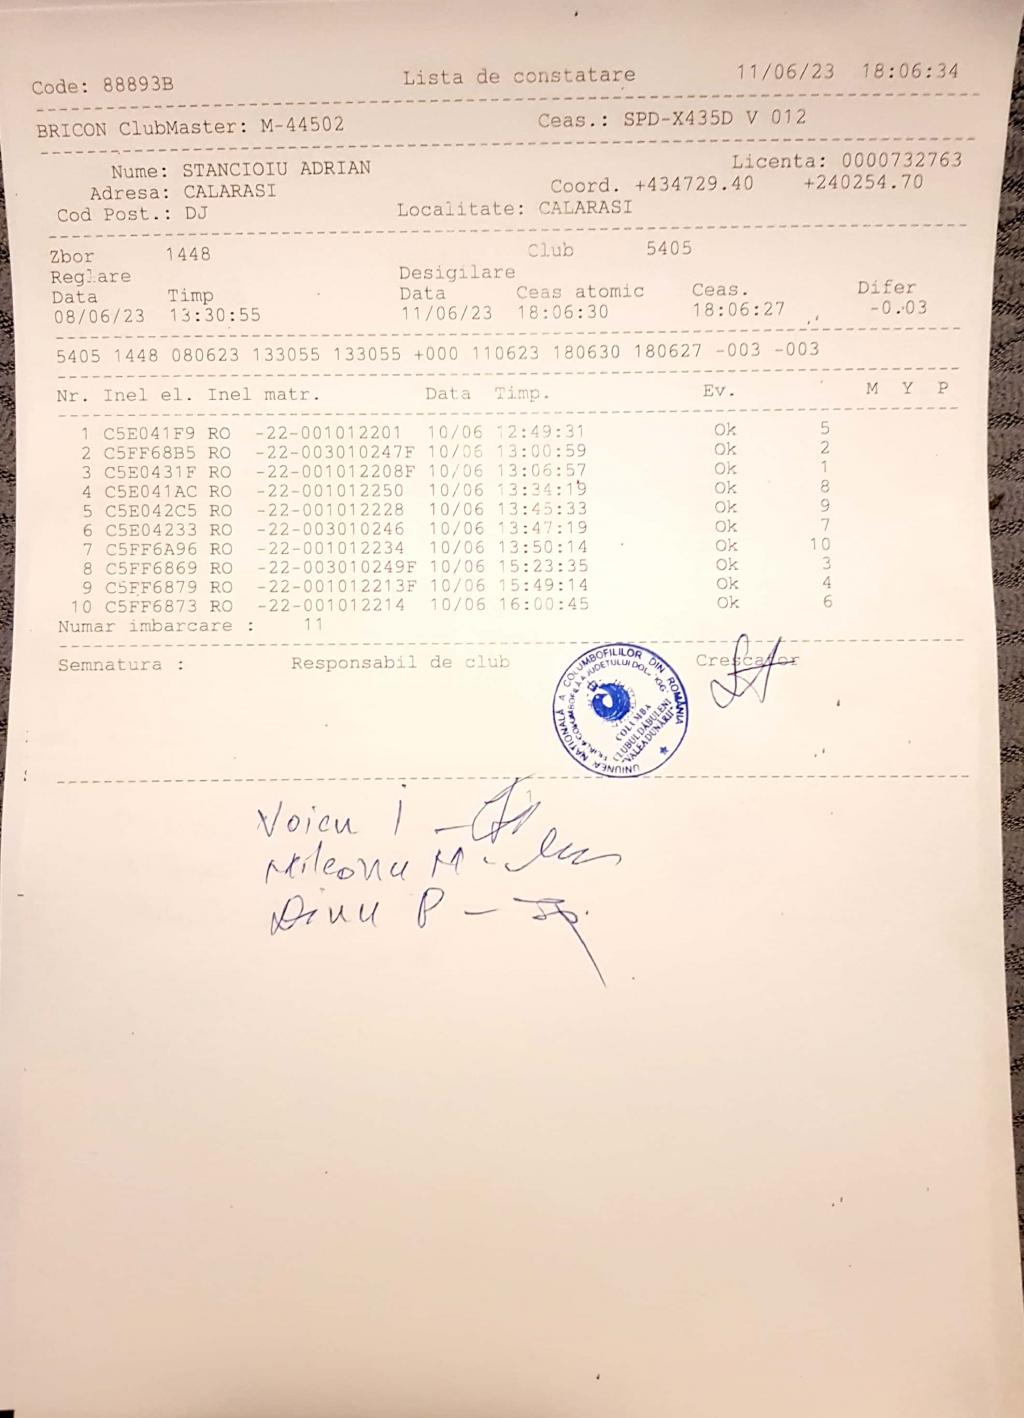 Code: 88893B Lista de constatare 11/06/23 18:06:34
BRICON ClubMaster: M-44502 Ceas.: SPD-X435D V 012
Nume: STANCIOIU ADRIAN Licenta: 0000732763
Adresa: CALARASI Coord. +434729.40 +240254.70
Cod Post.: DJ Localitate: CALARASI
Zbor 1448 Club 5405
Reglare Desigilare
Data Timp Data Ceas atomic Ceas. Difer
08/06/23 13:30:55 11/06/23 18:06:30 18:06:27 -0.03
5405 1448 080623 133055 133055 +000 110623 180630 180627 -003 -003
Nr. Inel el. Inel matr. Data Timp. Ev. M Y P
1 C5E041F9 RO -22-001012201 10/06 12:49:31 Ok 5
2 C5FF68B5 RO -22-003010247F 10/06 13:00:59 Ok 2
3 C5E0431F RO -22-001012208F 10/06 13:06:57 Ok 1
4 C5E041AC RO -22-001012250 10/06 13:34:19 Ok 8
5 C5E042C5 RO -22-001012228 10/06 13:45:33 Ok 9
6 C5E04233 RO -22-003010246 10/06 13:47:19 Ok 7
7 C5FF6A96 RO -22-001012234 10/06 13:50:14 Ok 10
8 C5FF6869 RO -22-003010249F 10/06 15:23:35 Ok 3
9 C5FF6879 RO -22-001012213F 10/06 15:49:14 Ok 4
10 C5FF6873 RO -22-001012214 10/06 16:00:45 Ok 6
Numar imbarcare : 11
Semnatura : Responsabil de club Crescator
UNIUNEA NAȚIONALĂ A COLUMBOFILILOR DIN ROMÂNIA
COLUMBA
CLUBUL DĂBULENI
VALEA DUNĂRII
1
Voicu I
Mileanu M
Dinu P